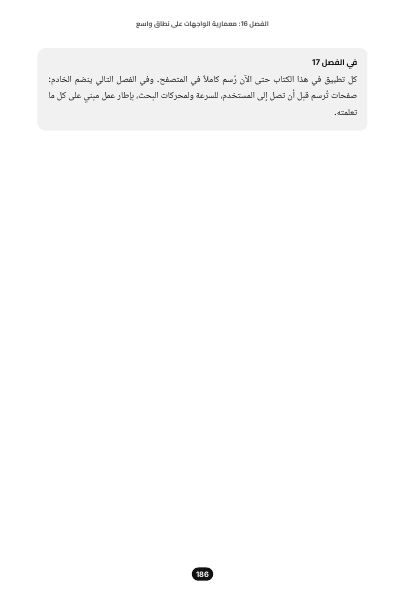 الفصل 16: معمارية الواجهات على نطاق واسع
في الفصل 17
كل تطبيق في هذا الكتاب حتى الآن رُسم كاملاً في المتصفح. وفي الفصل التالي ينضم الخادم:
صفحات تُرسم قبل أن تصل إلى المستخدم، للسرعة ولمحركات البحث، بإطار عمل مبني على كل ما
تعلمته.
186